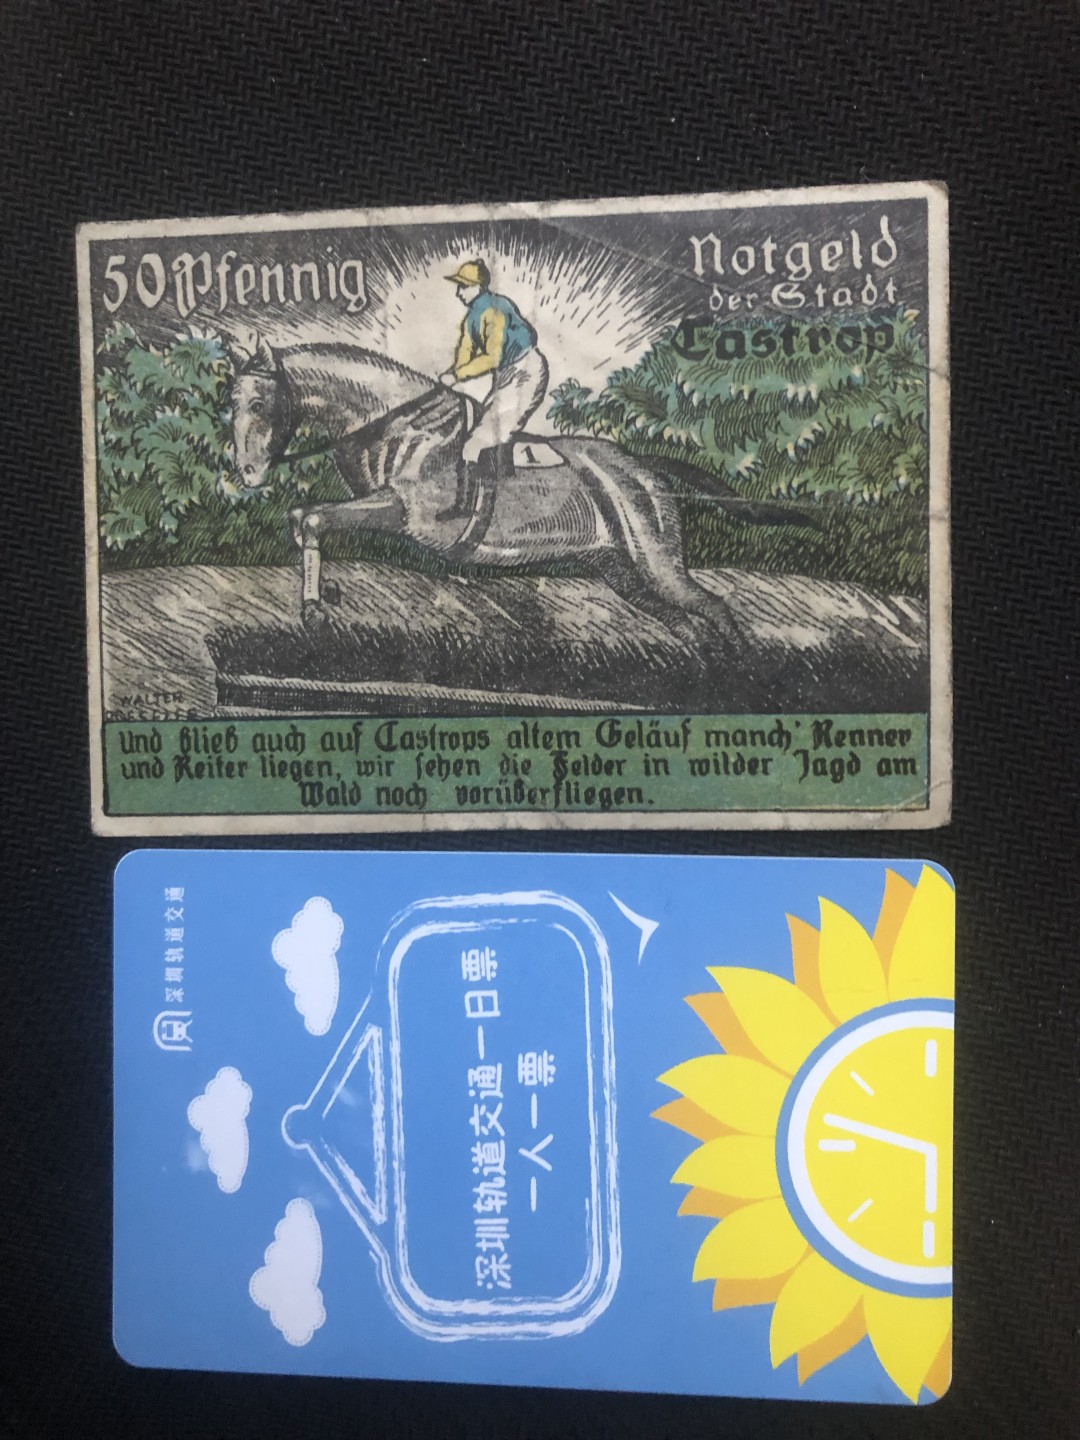 50 Pfennig
Notgeld
der Stadt
Castrop
1
WALTER
Und blieb auch auf Castrops altem Geläuf manch' Renner
und Reiter liegen, wir sehen die Felder in wilder Jagd am
Wald noch vorüberfliegen.
深圳轨道交通
深圳轨道交通一日票
一人一票